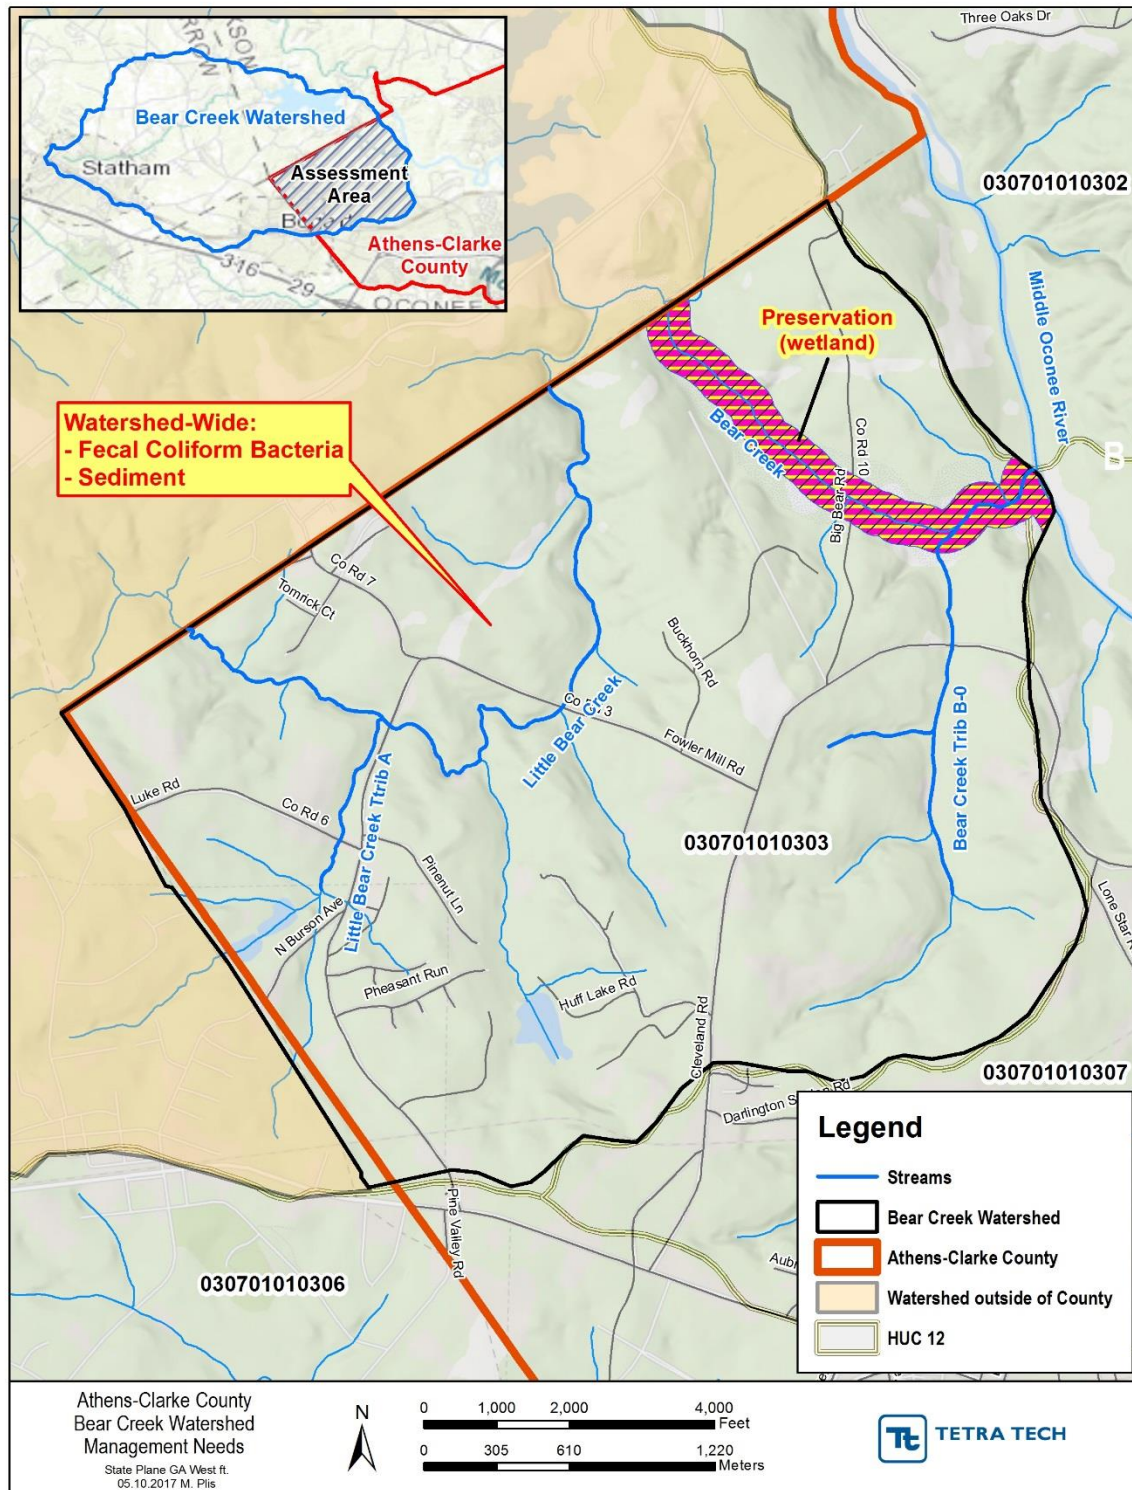 Three Oaks Dr
KSON
RROW
Bear Creek Watershed
Statham
Assessment
Area
Athens-Clarke
County
316
29
OCONEE
030701010302
Middle Oconee River
Preservation
(wetland)
Bear Creek
Co Rd 10
Big Bear Rd
B
Watershed-Wide:
- Fecal Coliform Bacteria
- Sediment
Co Rd 7
Tomrick Ct
Buckhorn Rd
Little Bear Creek
Fowler Mill Rd
Bear Creek Trib B-0
Luke Rd
Co Rd 6
Little Bear Creek Ttrib A
Pinenut Ln
030701010303
N Burson Ave
Lone Star R
Pheasant Run
Huff Lake Rd
Cleveland Rd
030701010307
Darlington
Rd
Pine Valley Rd
Aub
030701010306
Legend
Streams
Bear Creek Watershed
Athens-Clarke County
Watershed outside of County
HUC 12
Athens-Clarke County
Bear Creek Watershed
Management Needs
State Plane GA West ft.
05.10.2017 M. Plis
N
0 1,000 2,000 4,000
Feet
0 305 610 1,220
Meters
Tt TETRA TECH